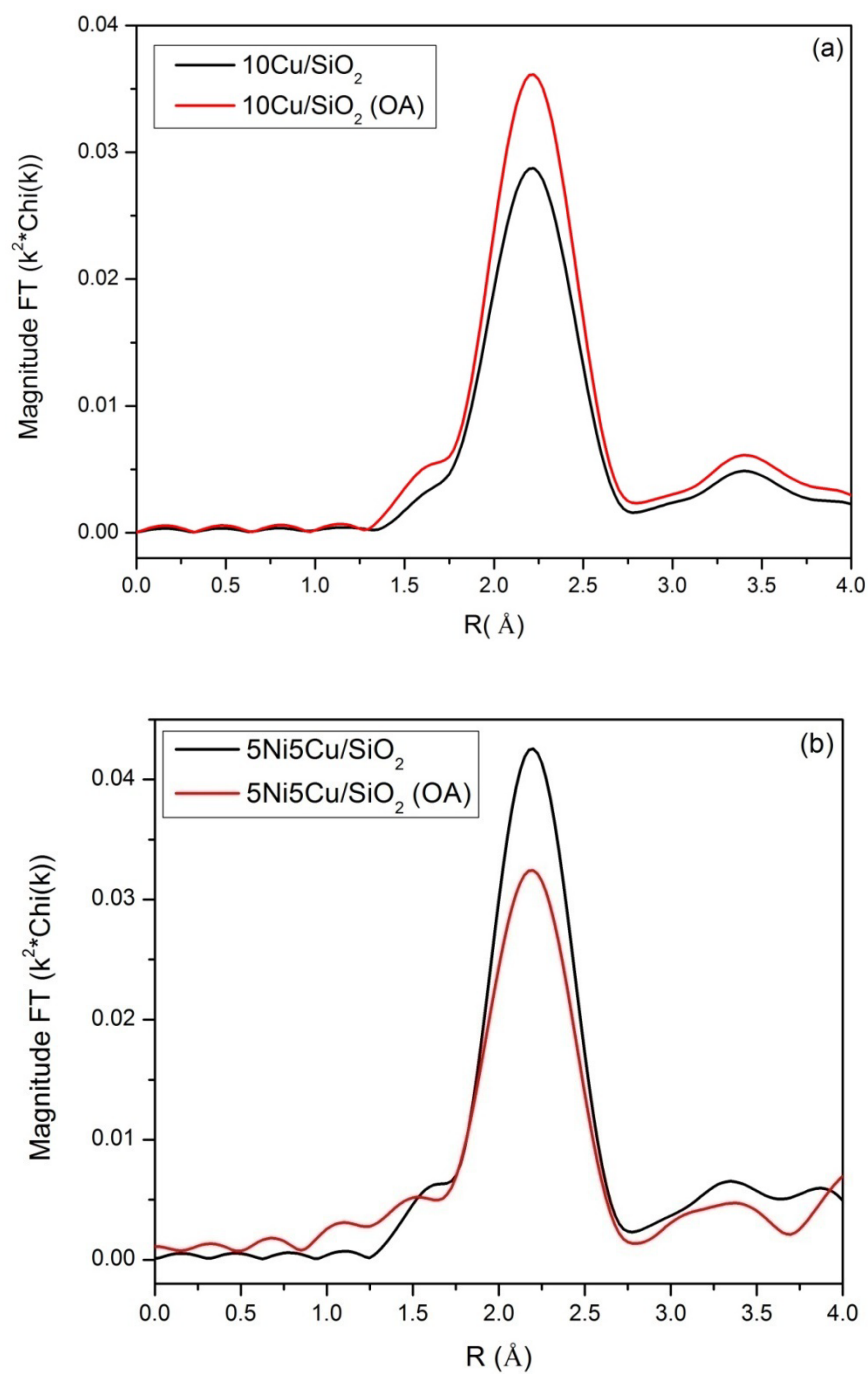 (a)
10Cu/SiO₂
10Cu/SiO₂ (OA)
Magnitude FT (k²*Chi(k))
0.04
0.03
0.02
0.01
0.00
0.0 0.5 1.0 1.5 2.0 2.5 3.0 3.5 4.0
R( Å)
(b)
5Ni5Cu/SiO₂
5Ni5Cu/SiO₂ (OA)
Magnitude FT (k²*Chi(k))
0.04
0.03
0.02
0.01
0.00
0.0 0.5 1.0 1.5 2.0 2.5 3.0 3.5 4.0
R (Å)